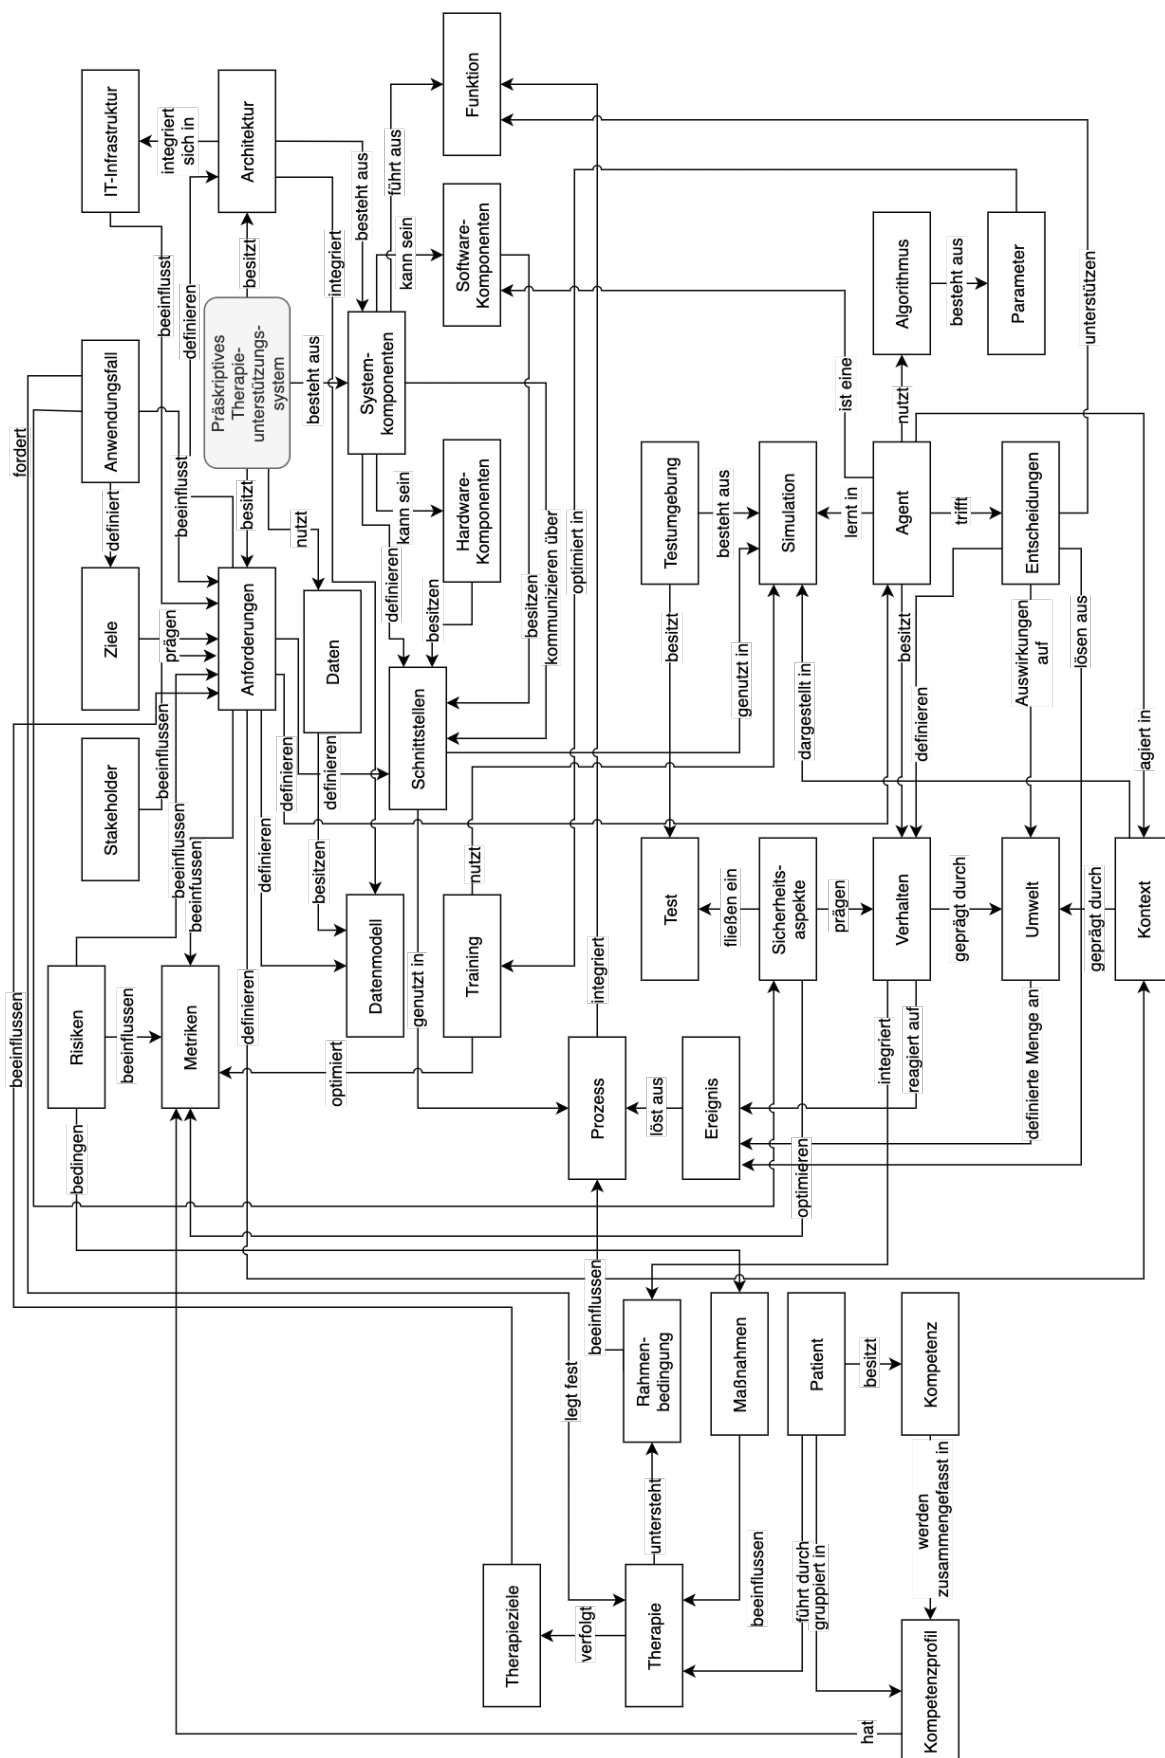 hat
beeinflussen
fordert
bedingen
Risiken
beeinflussen
Stakeholder
Ziele
definiert
Anwendungsfall
IT-Infrastruktur
beeinflussen
beeinflussen
prägen
beeinflusst
beeinflusst
integriert
sich in
Metriken
beeinfussen
beeinflussen
definieren
definieren
definieren
Anforderungen
besitzt
Präskriptives
Therapie-
unterstützungs-
system
besitzt
Architektur
definieren
nutzt
besteht aus
integriert
optimiert
besitzen
definieren
Daten
Datenmodell
definieren
System-
komponenten
besteht aus
genutzt in
Schnittstellen
besitzen
kann sein
kann sein
führt aus
Training
nutzt
Hardware-
Komponenten
Software-
Komponenten
Funktion
Therapieziele
besitzen
kommunizieren über
verfolgt
legt fest
beeinflussen
Prozess
integriert
optimiert in
Therapie
untersteht
Rahmen-
bedingung
löst aus
Test
besitzt
Testumgebung
Ereignis
fließen ein
genutzt in
besteht aus
beeinflussen
Maßnahmen
Sicherheits-
aspekte
dargestellt in
Simulation
führt durch
gruppiert in
Patient
optimieren
prägen
lernt in
ist eine
Kompetenzprofil
werden
zusammengefasst in
besitzt
Kompetenz
integriert
reagiert auf
Verhalten
besitzt
definieren
Agent
nutzt
Algorithmus
geprägt durch
trifft
besteht aus
definierte Menge an
Umwelt
Auswirkungen
auf
Entscheidungen
Parameter
geprägt durch
lösen aus
unterstützen
Kontext
agiert in